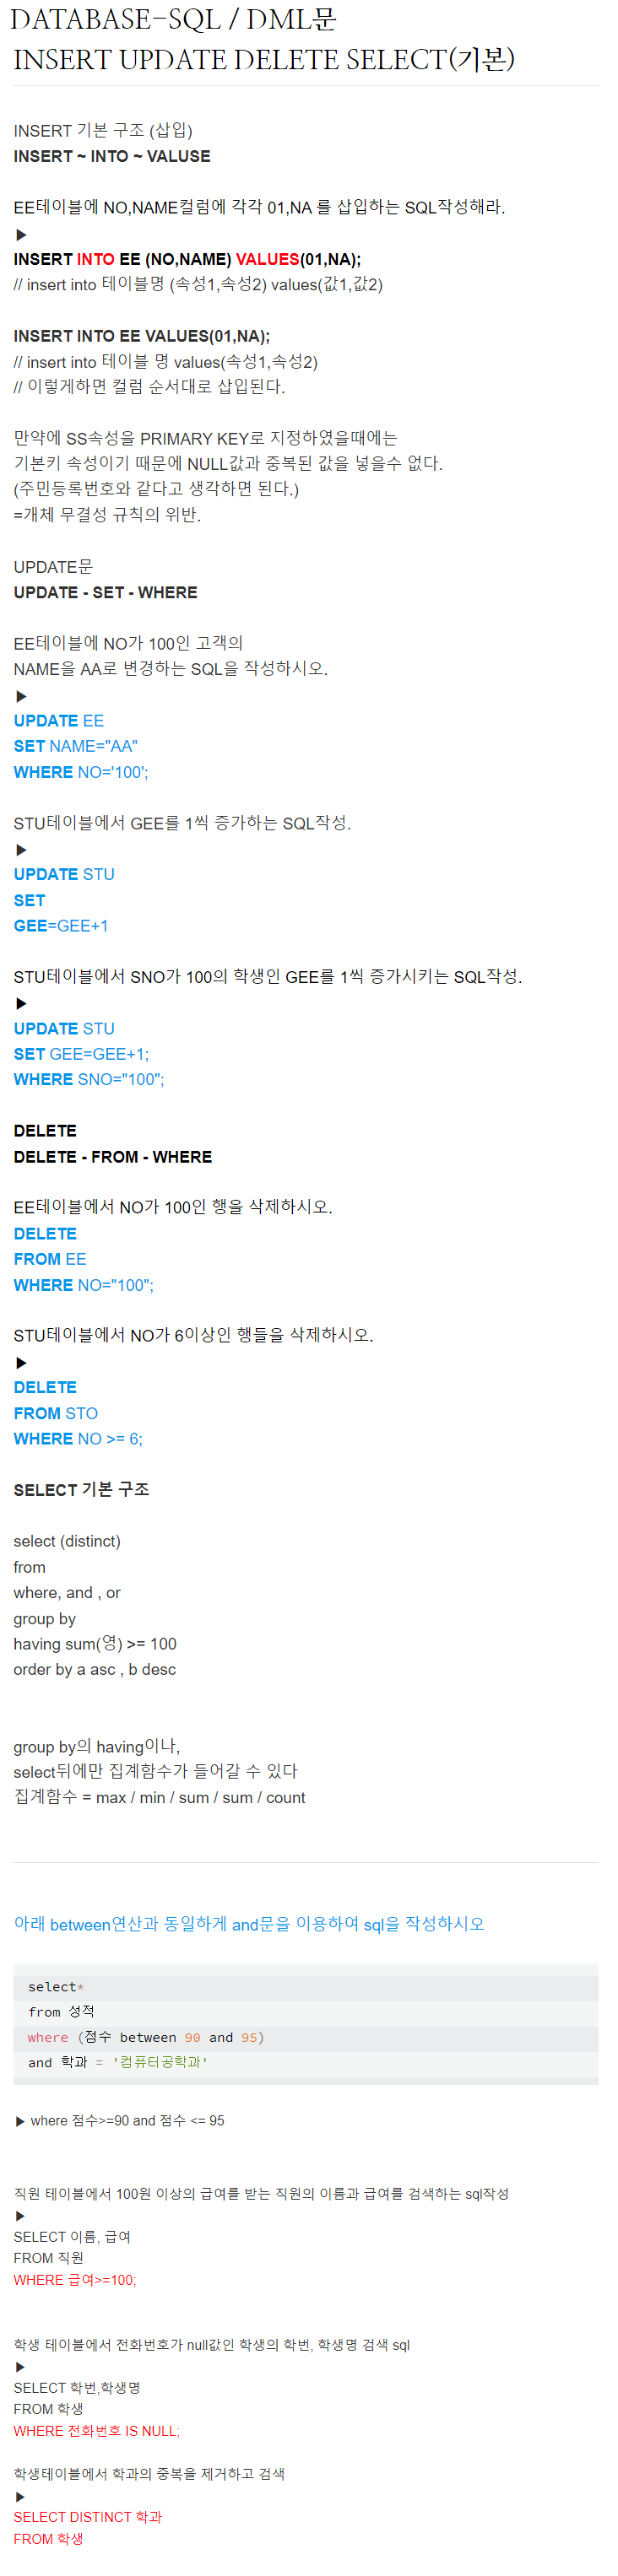 DATABASE-SQL / DML문
INSERT UPDATE DELETE SELECT(기본)
INSERT 기본 구조 (삽입)
INSERT ~ INTO ~ VALUSE
EE테이블에 NO,NAME컬럼에 각각 01,NA 를 삽입하는 SQL작성해라.
▶
INSERT INTO EE (NO,NAME) VALUES(01,NA);
// insert into 테이블명 (속성1,속성2) values(값1,값2)
INSERT INTO EE VALUES(01,NA);
// insert into 테이블 명 values(속성1,속성2)
// 이렇게하면 컬럼 순서대로 삽입된다.
만약에 SS속성을 PRIMARY KEY로 지정하였을때에는
기본키 속성이기 때문에 NULL값과 중복된 값을 넣을수 없다.
(주민등록번호와 같다고 생각하면 된다.)
=개체 무결성 규칙의 위반.
UPDATE문
UPDATE - SET - WHERE
EE테이블에 NO가 100인 고객의
NAME을 AA로 변경하는 SQL을 작성하시오.
▶
UPDATE EE
SET NAME="AA"
WHERE NO='100';
STU테이블에서 GEE를 1씩 증가하는 SQL작성.
▶
UPDATE STU
SET
GEE=GEE+1
STU테이블에서 SNO가 100의 학생인 GEE를 1씩 증가시키는 SQL작성.
▶
UPDATE STU
SET GEE=GEE+1;
WHERE SNO="100";
DELETE
DELETE - FROM - WHERE
EE테이블에서 NO가 100인 행을 삭제하시오.
DELETE
FROM EE
WHERE NO="100";
STU테이블에서 NO가 6이상인 행들을 삭제하시오.
▶
DELETE
FROM STO
WHERE NO >= 6;
SELECT 기본 구조
select (distinct)
from
where, and , or
group by
having sum(영) >= 100
order by a asc , b desc
group by의 having이나,
select뒤에만 집계함수가 들어갈 수 있다
집계함수 = max / min / sum / sum / count
아래 between연산과 동일하게 and문을 이용하여 sql을 작성하시오
select*
from 성적
where (점수 between 90 and 95)
and 학과 = '컴퓨터공학과'
▶ where 점수>=90 and 점수 <= 95
직원 테이블에서 100원 이상의 급여를 받는 직원의 이름과 급여를 검색하는 sql작성
▶
SELECT 이름, 급여
FROM 직원
WHERE 급여>=100;
학생 테이블에서 전화번호가 null값인 학생의 학번, 학생명 검색 sql
▶
SELECT 학번,학생명
FROM 학생
WHERE 전화번호 IS NULL;
학생테이블에서 학과의 중복을 제거하고 검색
▶
SELECT DISTINCT 학과
FROM 학생